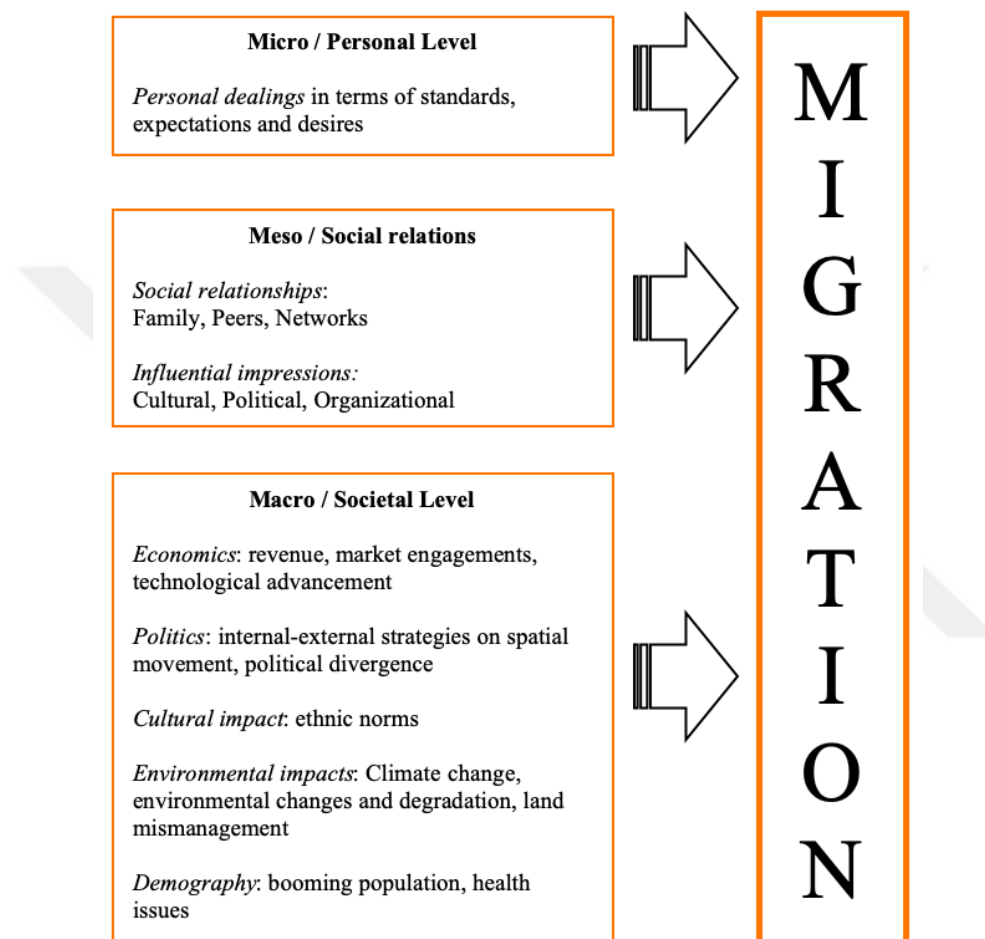 Micro / Personal Level
Personal dealings in terms of standards,
expectations and desires
Meso / Social relations
Social relationships:
Family, Peers, Networks
Influential impressions:
Cultural, Political, Organizational
Macro / Societal Level
Economics: revenue, market engagements,
technological advancement
Politics: internal-external strategies on spatial
movement, political divergence
Cultural impact: ethnic norms
Environmental impacts: Climate change,
environmental changes and degradation, land
mismanagement
Demography: booming population, health
issues
M
I
G
R
A
T
I
O
N